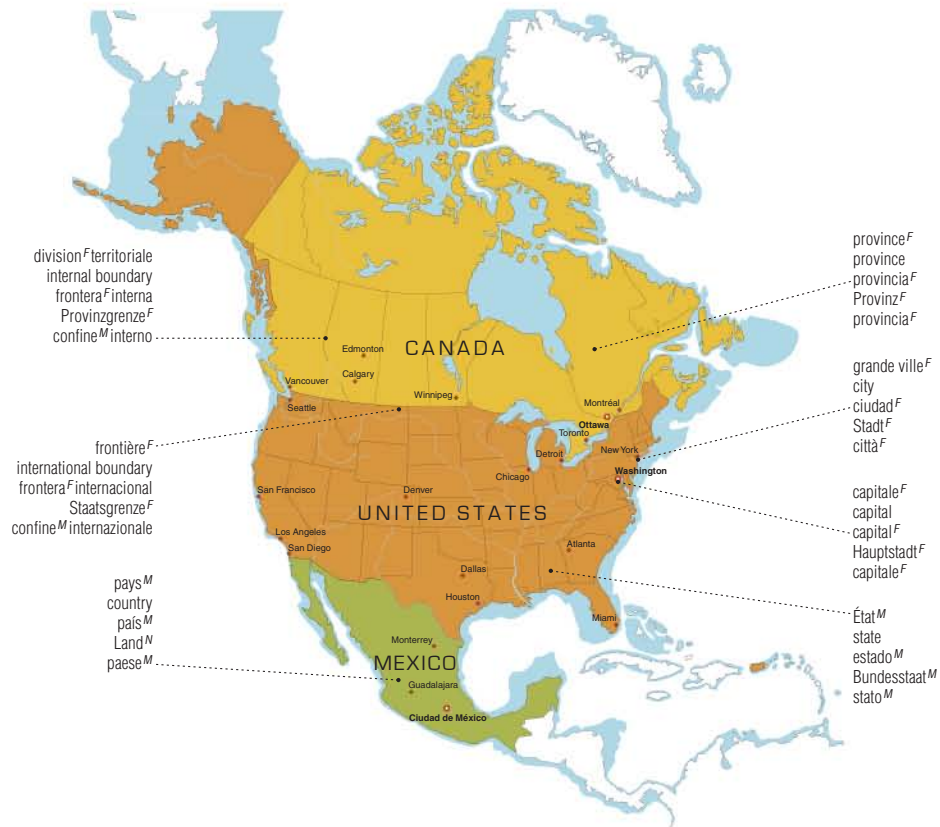 division F territoriale
internal boundary
frontera F interna
Provinzgrenze F
confine M interno
province F
province
provincia F
Provinz F
provincia F
Edmonton
CANADA
Calgary
Vancouver
Winnipeg
Seattle
Montréal
Ottawa
Toronto
grande ville F
city
ciudad F
Stadt F
città F
frontière F
international boundary
frontera F internacional
Staatsgrenze F
confine M internazionale
Detroit
New York
Chicago
Washington
San Francisco
Denver
UNITED STATES
Los Angeles
San Diego
Atlanta
Dallas
Houston
Miami
capitale F
capital
capital F
Hauptstadt F
capitale F
pays M
country
país M
Land N
paese M
Monterrey
MEXICO
Guadalajara
Ciudad de México
État M
state
estado M
Bundesstaat M
stato M